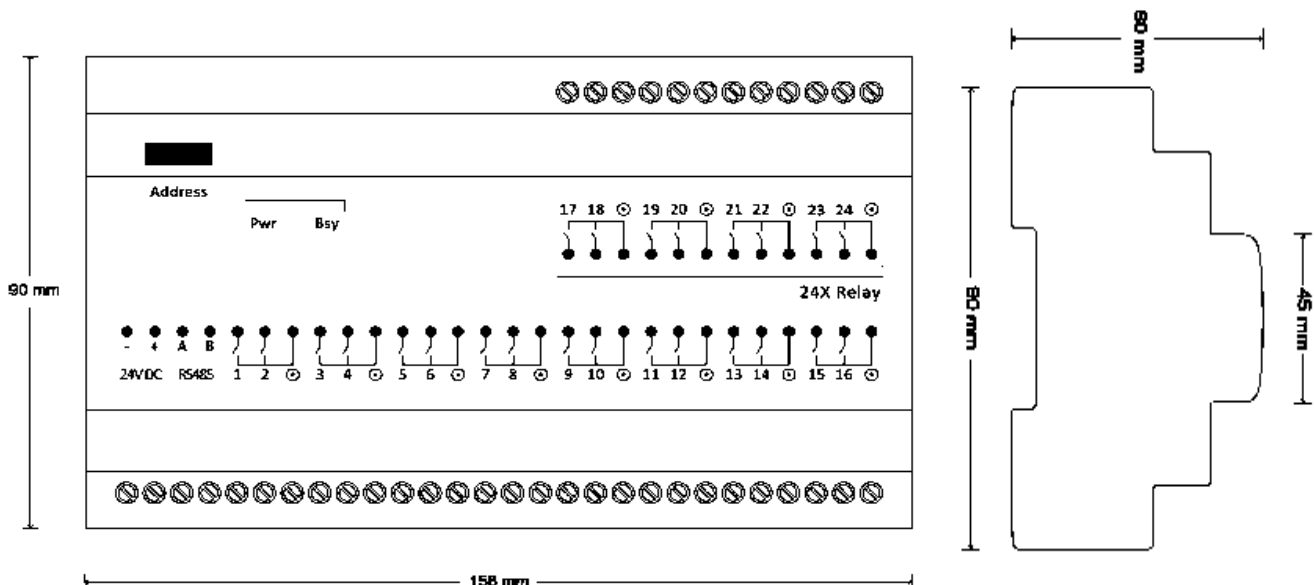 Address
Pwr Bsy
17 18 19 20 21 22 23 24
24X Relay
90 mm
- + A B
24VDC RS485 1 2 3 4 5 6 7 8 9 10 11 12 13 14 15 16
158 mm
mm
90 mm
45 mm